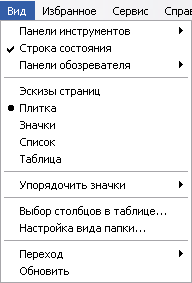 Вид Избранное Сервис Спра
Панели инструментов
Строка состояния
Панели обозревателя
Эскизы страниц
Плитка
Значки
Список
Таблица
Упорядочить значки
Выбор столбцов в таблице...
Настройка вида папки...
Переход
Обновить